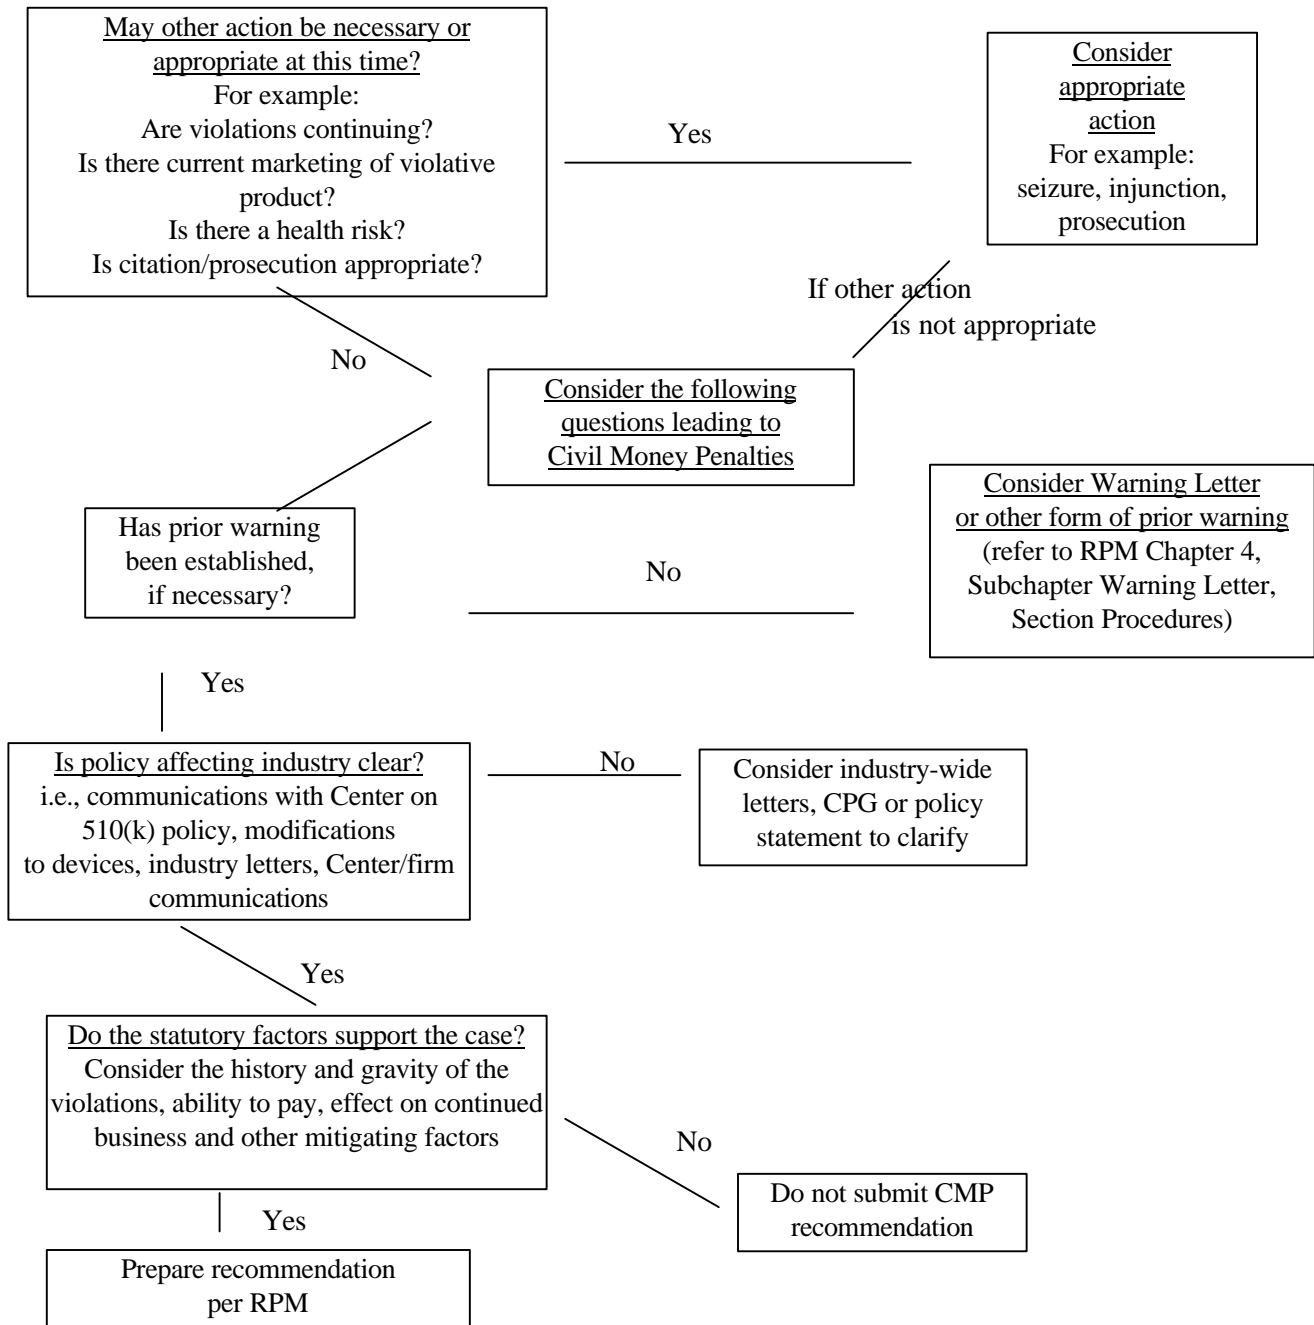 May other action be necessary or
appropriate at this time?
For example:
Are violations continuing?
Is there current marketing of violative
product?
Is there a health risk?
Is citation/prosecution appropriate?
Yes
Consider
appropriate
action
For example:
seizure, injunction,
prosecution
If other action
is not appropriate
No
Consider the following
questions leading to
Civil Money Penalties
Has prior warning
been established,
if necessary?
No
Consider Warning Letter
or other form of prior warning
(refer to RPM Chapter 4,
Subchapter Warning Letter,
Section Procedures)
Yes
Is policy affecting industry clear?
i.e., communications with Center on
510(k) policy, modifications
to devices, industry letters, Center/firm
communications
No
Consider industry-wide
letters, CPG or policy
statement to clarify
Yes
Do the statutory factors support the case?
Consider the history and gravity of the
violations, ability to pay, effect on continued
business and other mitigating factors
No
Do not submit CMP
recommendation
Yes
Prepare recommendation
per RPM